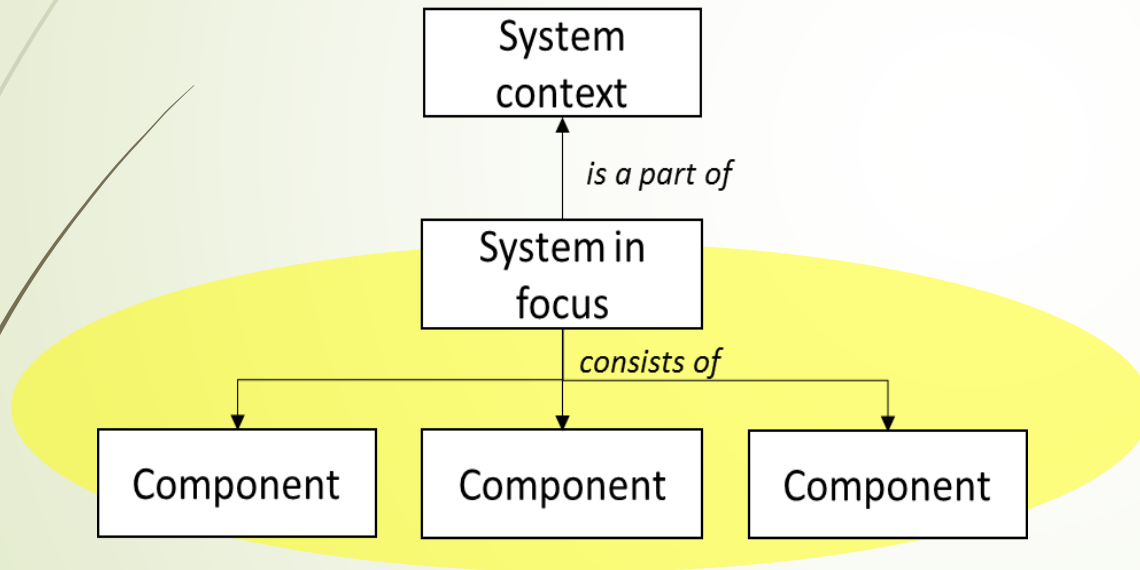 System
context
is a part of
System in
focus
consists of
Component
Component
Component